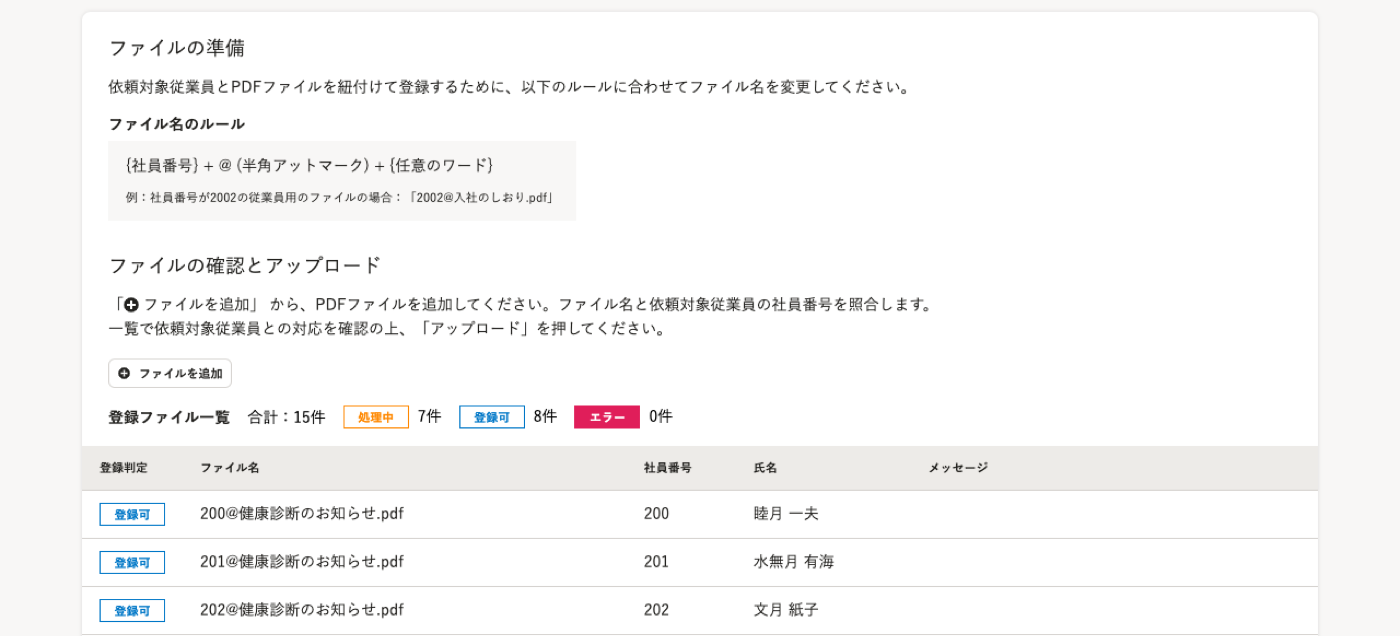 ファイルの準備
依頼対象従業員とPDFファイルを紐付けて登録するために、以下のルールに合わせてファイル名を変更してください。
ファイル名のルール
{社員番号} + @ (半角アットマーク) + {任意のワード}
例：社員番号が2002の従業員用のファイルの場合：「2002@入社のしおり.pdf」
ファイルの確認とアップロード
「ファイルを追加」 から、PDFファイルを追加してください。ファイル名と依頼対象従業員の社員番号を照合します。
一覧で依頼対象従業員との対応を確認の上、「アップロード」を押してください。
ファイルを追加
登録ファイル一覧 合計：15件 処理中 7件 登録可 8件 エラー 0件
登録判定 ファイル名 社員番号 氏名 メッセージ
登録可 200@健康診断のお知らせ.pdf 200 睦月 一夫
登録可 201@健康診断のお知らせ.pdf 201 水無月 有海
登録可 202@健康診断のお知らせ.pdf 202 文月 紙子